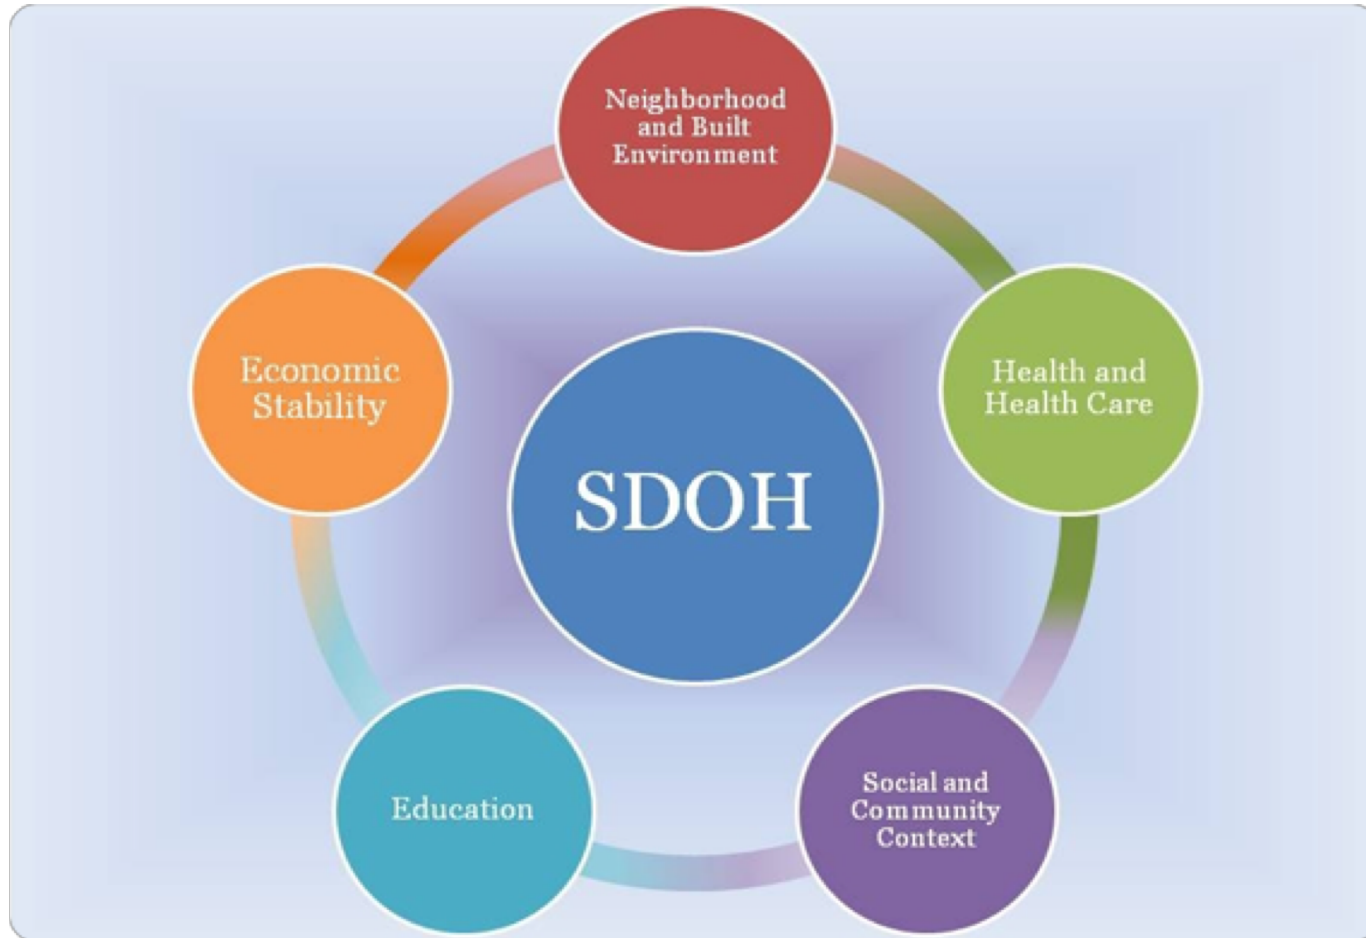 Neighborhood
and Built
Environment
Economic
Stability
Health and
Health Care
SDOH
Education
Social and
Community
Context